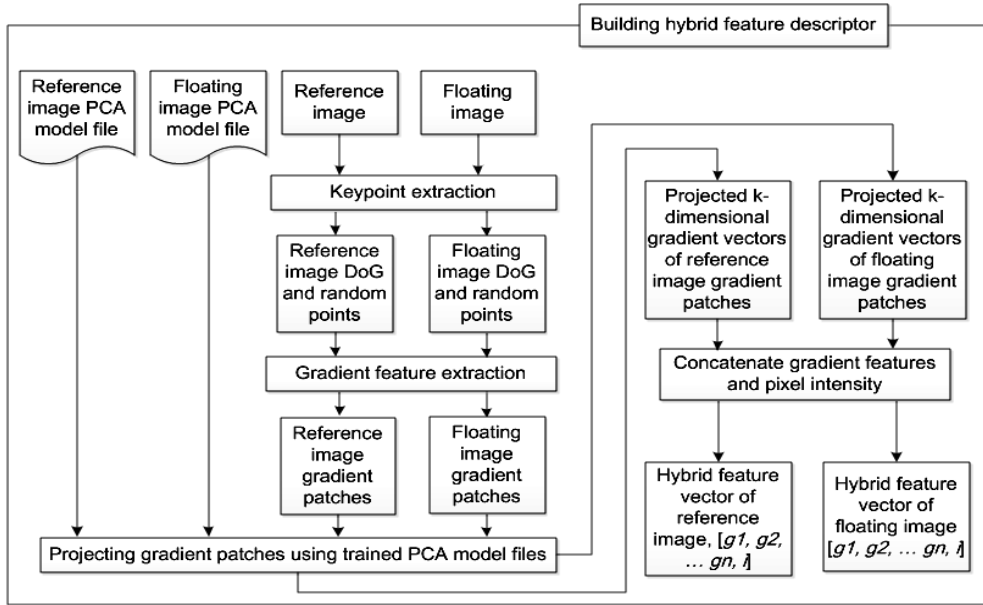 Building hybrid feature descriptor
Reference
image PCA
model file
Floating
image PCA
model file
Reference
image
Floating
image
Keypoint extraction
Reference
image DoG
and random
points
Floating
image DoG
and random
points
Gradient feature extraction
Reference
image
gradient
patches
Floating
image
gradient
patches
Projecting gradient patches using trained PCA model files
Projected k-
dimensional
gradient vectors
of reference
image gradient
patches
Projected k-
dimensional
gradient vectors
of floating
image gradient
patches
Concatenate gradient features
and pixel intensity
Hybrid feature
vector of
reference
image, [g1, g2,
... gn, i]
Hybrid feature
vector of
floating image
[g1, g2, ... gn, i]